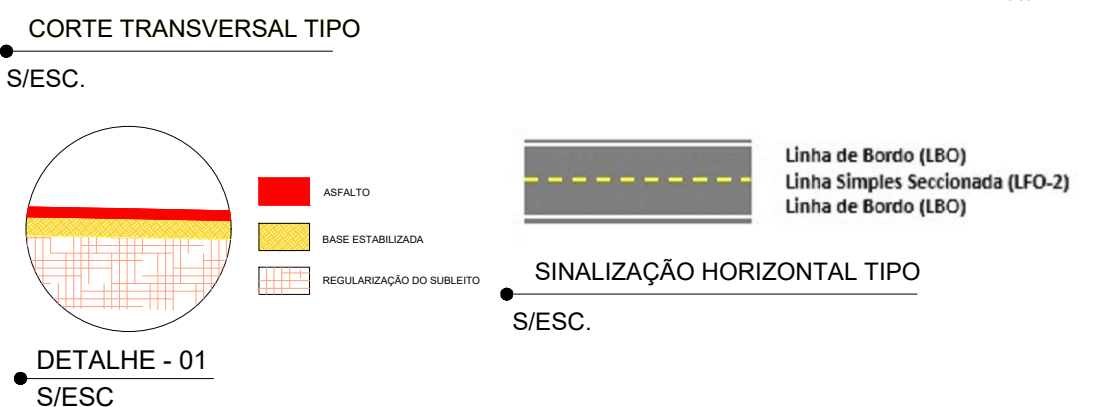 CORTE TRANSVERSAL TIPO
S/ESC.
ASFALTO
BASE ESTABILIZADA
REGULARIZAÇÃO DO SUBLEITO
DETALHE - 01
S/ESC
Linha de Bordo (LBO)
Linha Simples Seccionada (LFO-2)
Linha de Bordo (LBO)
SINALIZAÇÃO HORIZONTAL TIPO
S/ESC.